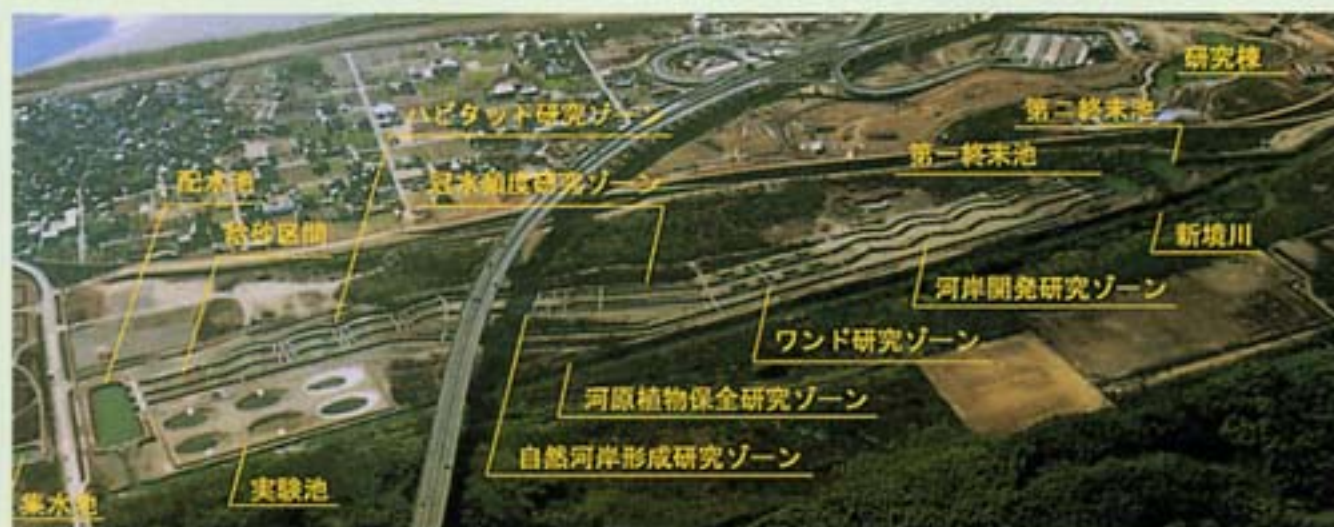 研究棟
ハビタット研究ゾーン
第二終末池
第一終末池
配水池
冠水頻度研究ゾーン
給砂区間
新境川
河岸開発研究ゾーン
ワンド研究ゾーン
河原植物保全研究ゾーン
自然河岸形成研究ゾーン
実験池
集水池